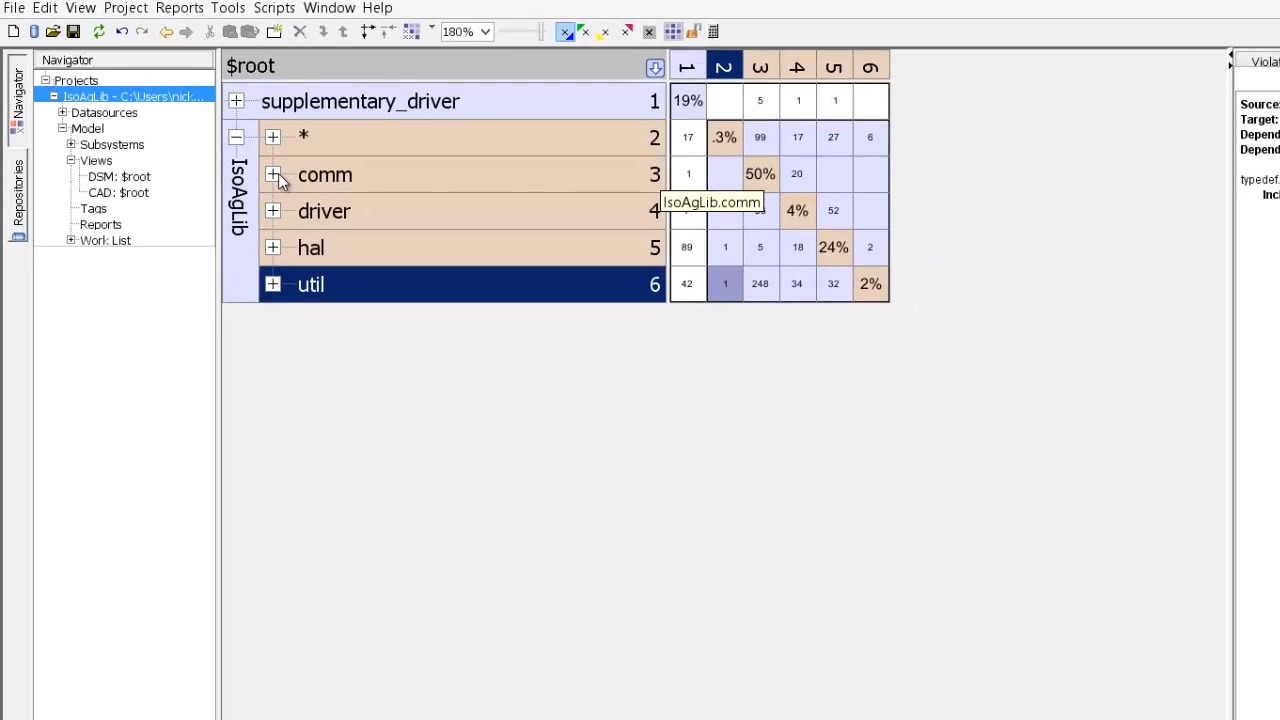 File Edit View Project Reports Tools Scripts Window Help
180%
Navigator
Repositories
Navigator
Projects
IsoAgLib - C:\Users\nick:...
Datasources
Model
Subsystems
Views
DSM: $root
CAD: $root
Tags
Reports
Work List
$root 1 2 3 4 5 6
supplementary_driver 1 19% 5 1 1
IsoAgLib
* 2 17 .3% 99 17 27 6
comm 3 1 50% 20
IsoAgLib.comm
driver 4 4% 52
hal 5 89 1 5 18 24% 2
util 6 42 1 248 34 32 2%
Source:
Target:
Depend
Depend
typedef.